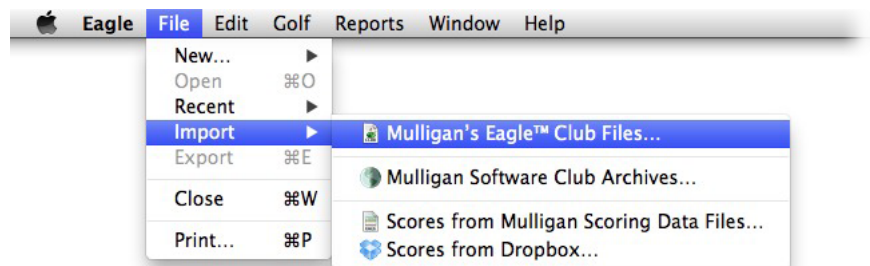 Eagle File Edit Golf Reports Window Help
New...
Open ⌘O
Recent
Import
Export ⌘E
Close ⌘W
Print... ⌘P
Mulligan's Eagle™ Club Files...
Mulligan Software Club Archives...
Scores from Mulligan Scoring Data Files...
Scores from Dropbox...